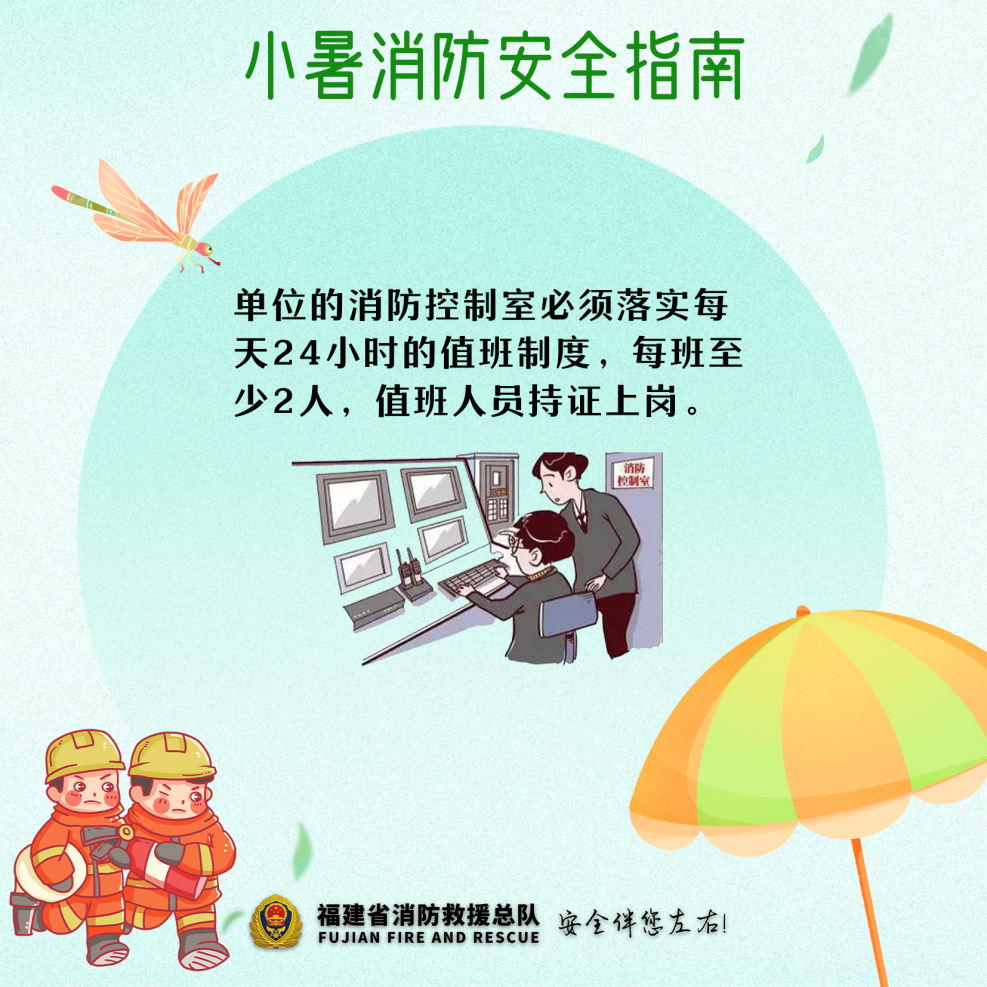 小暑消防安全指南
单位的消防控制室必须落实每
天24小时的值班制度，每班至
少2人，值班人员持证上岗。
消防
控制室
福建省消防救援总队
FUJIAN FIRE AND RESCUE
安全伴您左右!